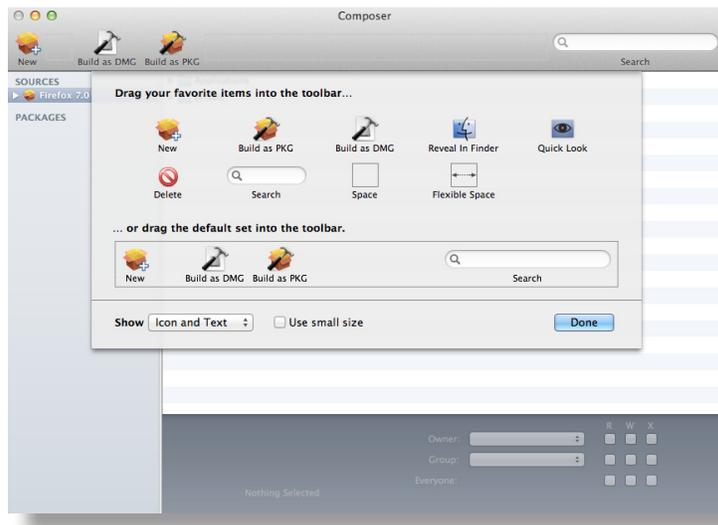 Composer
New Build as DMG Build as PKG Search
SOURCES
Firefox 7.0
PACKAGES
Applications
Drag your favorite items into the toolbar...
New Build as PKG Build as DMG Reveal In Finder Quick Look
Delete Search Space Flexible Space
... or drag the default set into the toolbar.
New Build as DMG Build as PKG Search
Show Icon and Text Use small size Done
R W X
Owner:
Group:
Everyone:
Nothing Selected